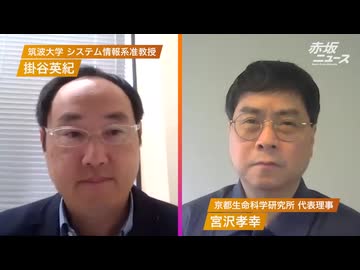 筑波大学 システム情報系准教授
掛谷英紀
赤坂
ニュース
京都生命科学研究所 代表理事
宮沢孝幸